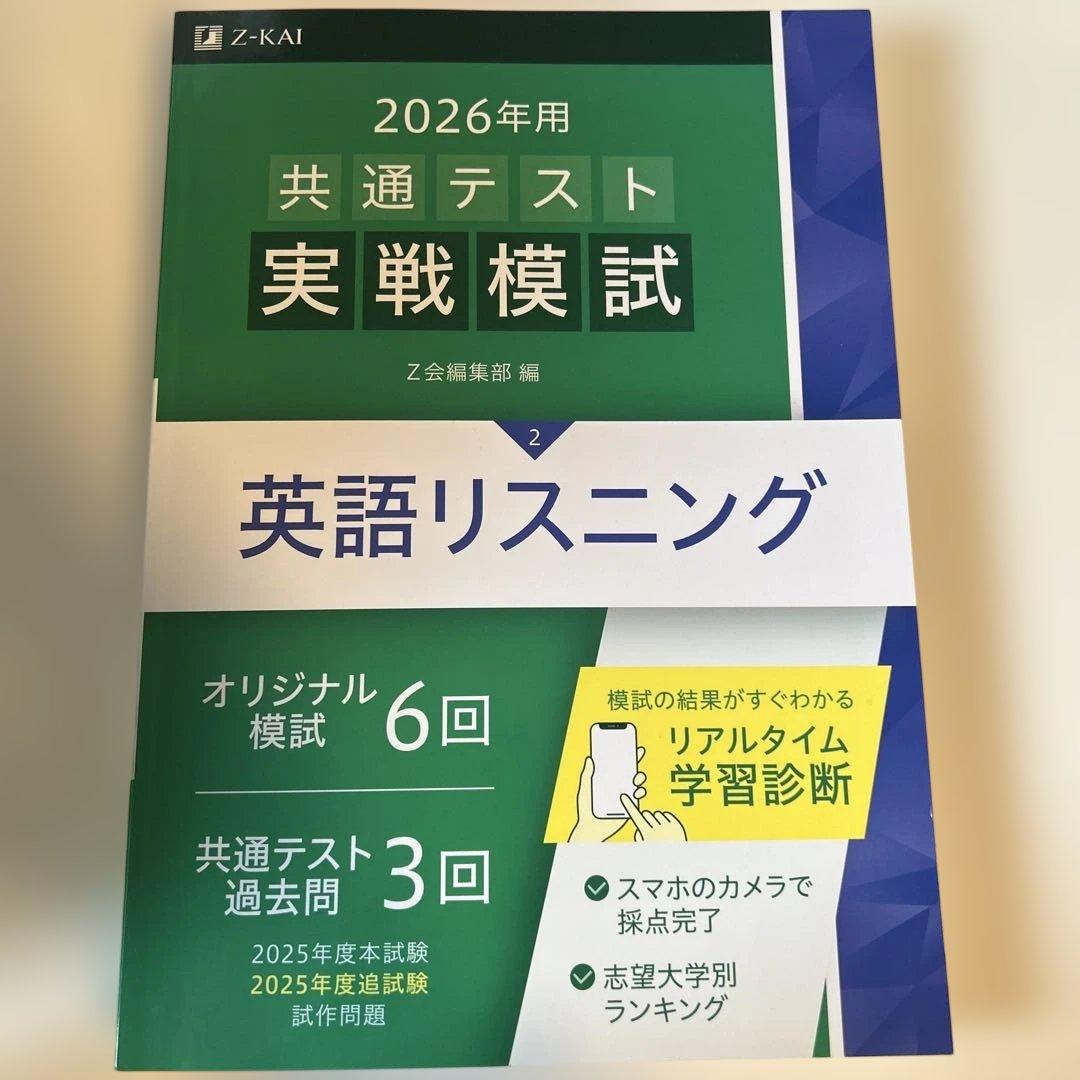 Z-KAI
2026年用
共通テスト
実戦模試
Z会編集部 編
2
英語リスニング
オリジナル
模試
6回
共通テスト
過去問
3回
2025年度本試験
2025年度追試験
試作問題
模試の結果がすぐわかる
リアルタイム
学習診断
スマホのカメラで
採点完了
志望大学別
ランキング